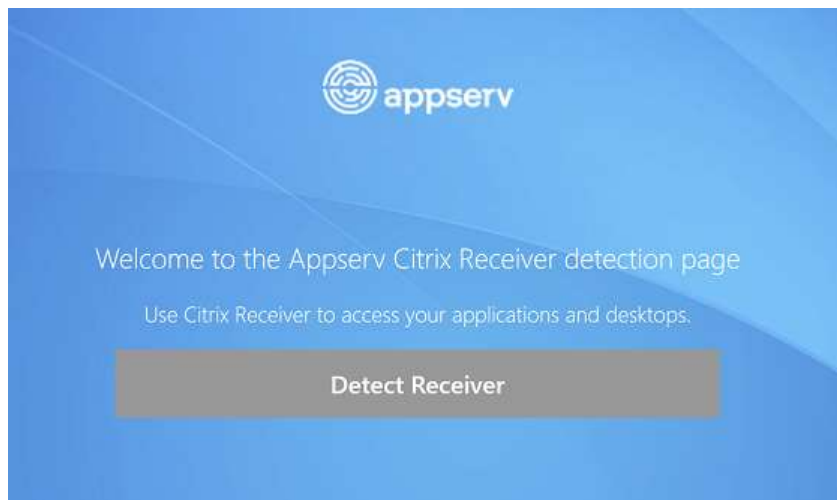 appserv
Welcome to the Appserv Citrix Receiver detection page
Use Citrix Receiver to access your applications and desktops.
Detect Receiver